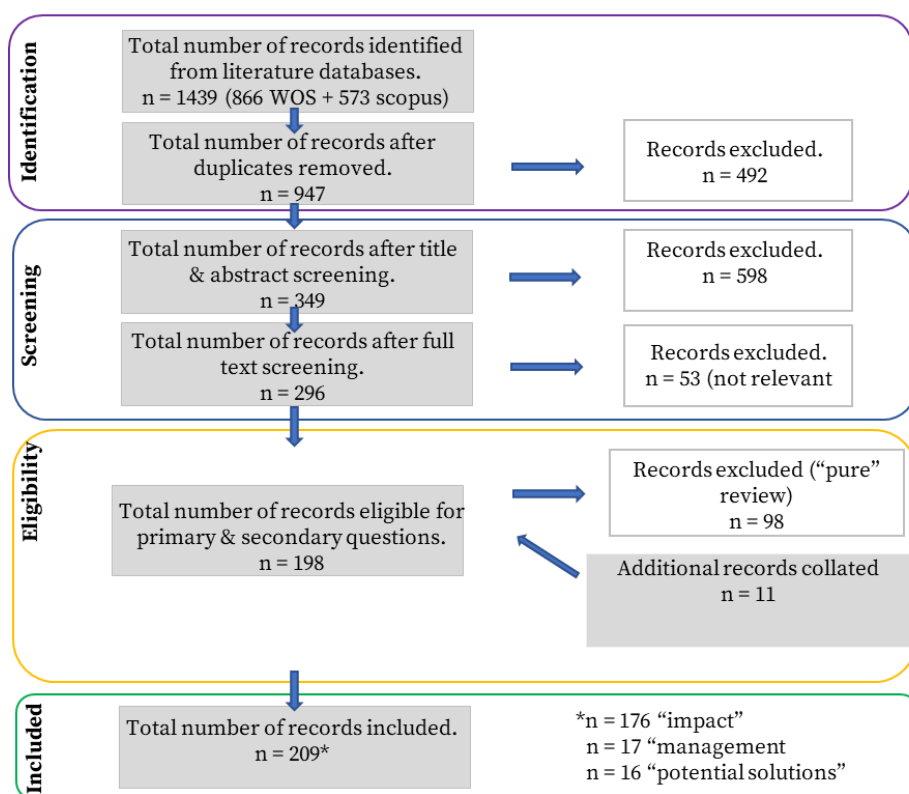 Identification
Total number of records identified
from literature databases.
n = 1439 (866 WOS + 573 scopus)
Total number of records after
duplicates removed.
n = 947
Records excluded.
n = 492
Screening
Total number of records after title
& abstract screening.
n = 349
Records excluded.
n = 598
Total number of records after full
text screening.
n = 296
Records excluded.
n = 53 (not relevant
Eligibility
Total number of records eligible for
primary & secondary questions.
n = 198
Records excluded (“pure”
review)
n = 98
Additional records collated
n = 11
Included
Total number of records included.
n = 209*
*n = 176 “impact”
n = 17 “management
n = 16 “potential solutions”